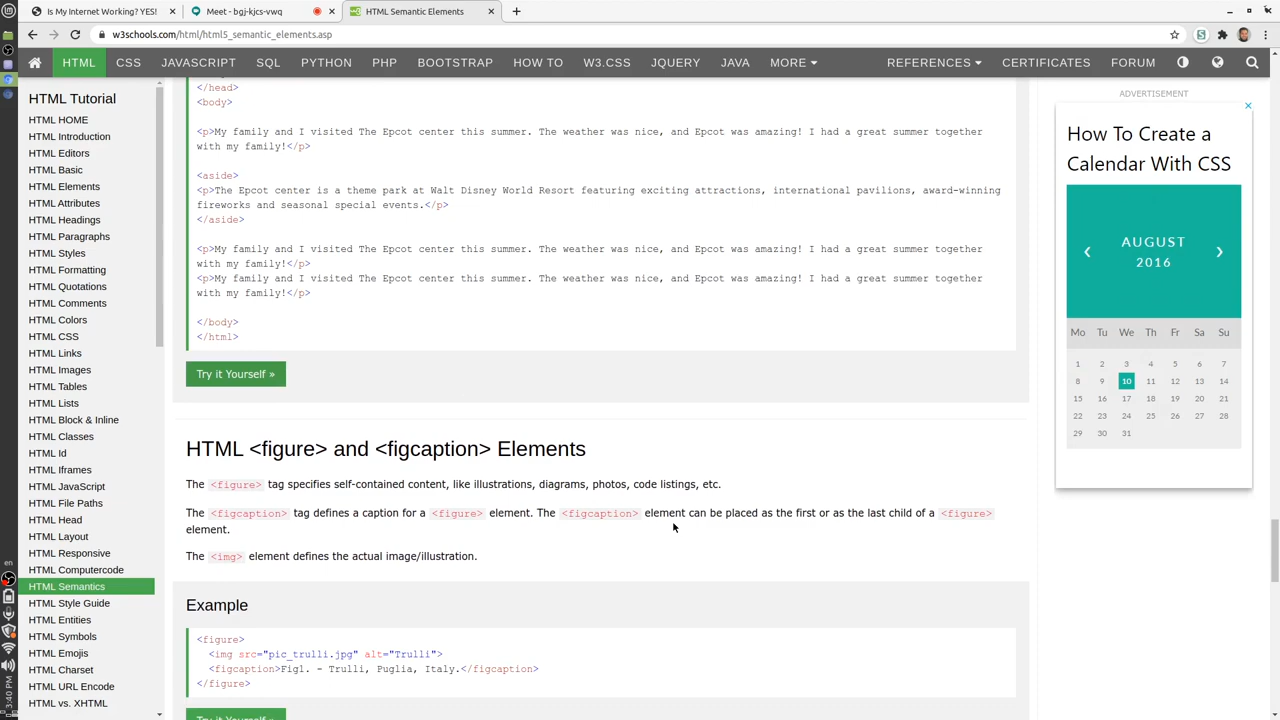 Is My Internet Working? YES!
Meet - bgj-kjcs-vwq
HTML Semantic Elements
w3schools.com/html/html5_semantic_elements.asp
HTML CSS JAVASCRIPT SQL PYTHON PHP BOOTSTRAP HOW TO W3.CSS JQUERY JAVA MORE REFERENCES CERTIFICATES FORUM
HTML Tutorial
HTML HOME
HTML Introduction
HTML Editors
HTML Basic
HTML Elements
HTML Attributes
HTML Headings
HTML Paragraphs
HTML Styles
HTML Formatting
HTML Quotations
HTML Comments
HTML Colors
HTML CSS
HTML Links
HTML Images
HTML Tables
HTML Lists
HTML Block & Inline
HTML Classes
HTML Id
HTML Iframes
HTML JavaScript
HTML File Paths
HTML Head
HTML Layout
HTML Responsive
HTML Computercode
HTML Semantics
HTML Style Guide
HTML Entities
HTML Symbols
HTML Emojis
HTML Charset
HTML URL Encode
HTML vs. XHTML
</head>
<body>
<p>My family and I visited The Epcot center this summer. The weather was nice, and Epcot was amazing! I had a great summer together
with my family!</p>
<aside>
<p>The Epcot center is a theme park at Walt Disney World Resort featuring exciting attractions, international pavilions, award-winning
fireworks and seasonal special events.</p>
</aside>
<p>My family and I visited The Epcot center this summer. The weather was nice, and Epcot was amazing! I had a great summer together
with my family!</p>
<p>My family and I visited The Epcot center this summer. The weather was nice, and Epcot was amazing! I had a great summer together
with my family!</p>
</body>
</html>
Try it Yourself »
HTML <figure> and <figcaption> Elements
The <figure> tag specifies self-contained content, like illustrations, diagrams, photos, code listings, etc.
The <figcaption> tag defines a caption for a <figure> element. The <figcaption> element can be placed as the first or as the last child of a <figure>
element.
The <img> element defines the actual image/illustration.
Example
<figure>
<img src="pic_trulli.jpg" alt="Trulli">
<figcaption>Fig1. - Trulli, Puglia, Italy.</figcaption>
</figure>
Try it Yourself »
ADVERTISEMENT
How To Create a
Calendar With CSS
AUGUST
2016
Mo Tu We Th Fr Sa Su
1 2 3 4 5 6 7
8 9 10 11 12 13 14
15 16 17 18 19 20 21
22 23 24 25 26 27 28
29 30 31
en
3:40 PM